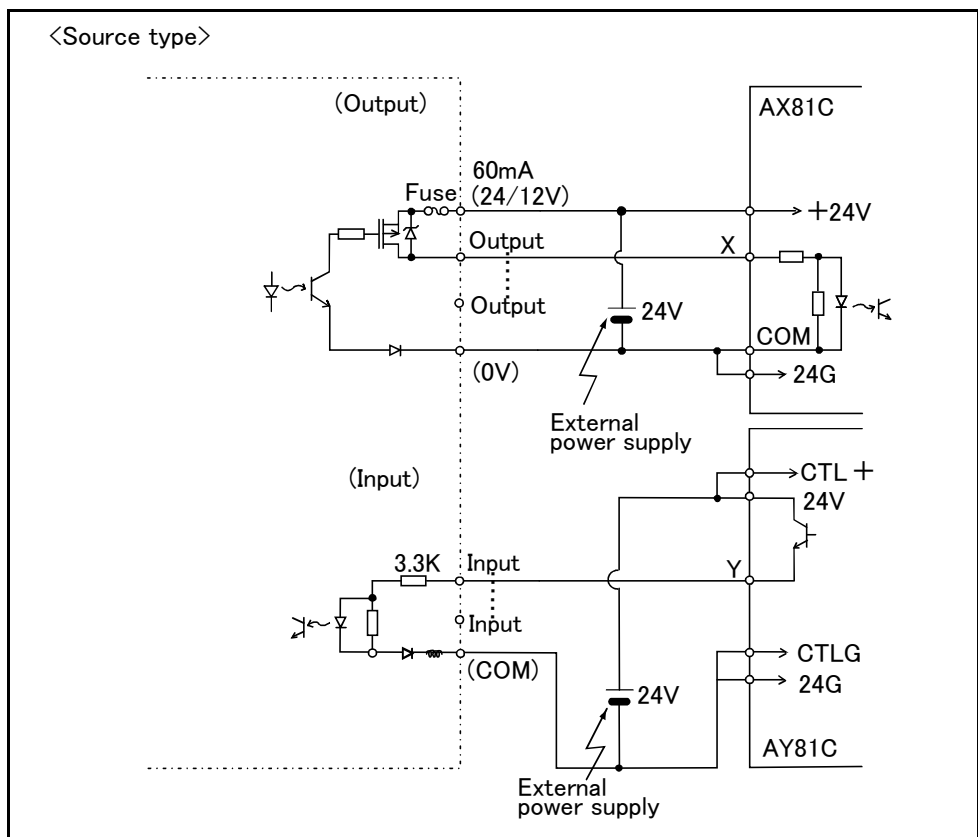 <Source type>
(Output)
AX81C
60mA
(24/12V)
Fuse
+24V
Output
X
Output
24V
COM
(0V)
24G
External
power supply
(Input)
CTL+
24V
3.3K
Input
Y
Input
(COM)
CTLG
24G
24V
AY81C
External
power supply